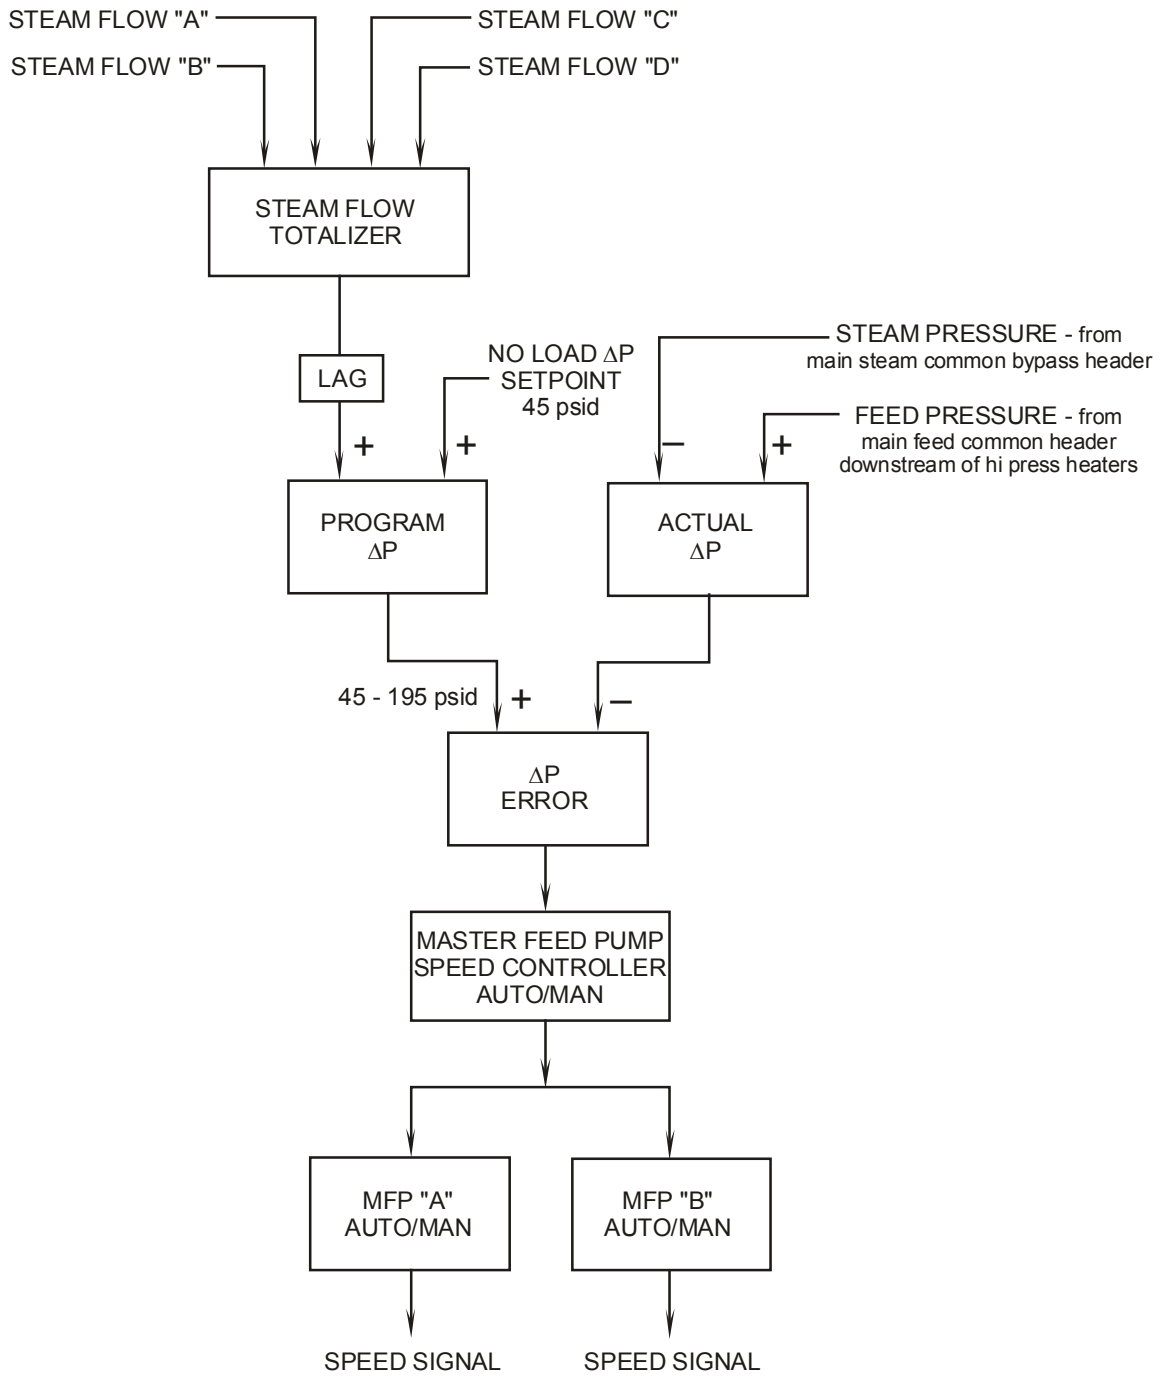 STEAM FLOW "A"
STEAM FLOW "C"
STEAM FLOW "B"
STEAM FLOW "D"
STEAM FLOW
TOTALIZER
LAG
NO LOAD ΔP
SETPOINT
45 psid
STEAM PRESSURE - from
main steam common bypass header
FEED PRESSURE - from
main feed common header
downstream of hi press heaters
+
+
−
+
PROGRAM
ΔP
ACTUAL
ΔP
45 - 195 psid
+
−
ΔP
ERROR
MASTER FEED PUMP
SPEED CONTROLLER
AUTO/MAN
MFP "A"
AUTO/MAN
MFP "B"
AUTO/MAN
SPEED SIGNAL
SPEED SIGNAL